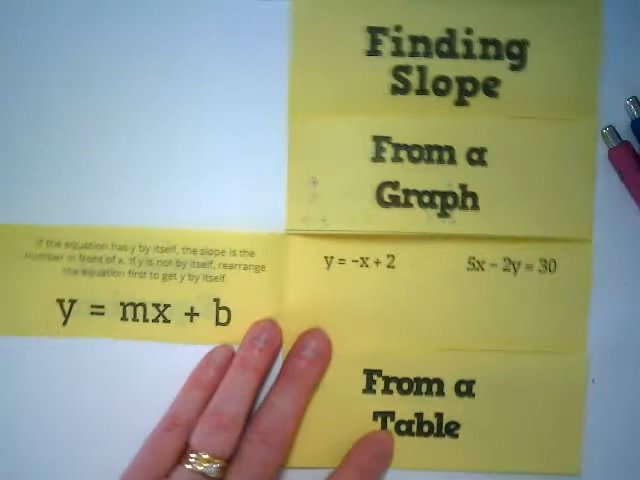 Finding
Slope
From a
Graph
If the equation has y by itself, the slope is the
number in front of x. If y is not by itself, rearrange
the equation first to get y by itself
y = mx + b
y = -x + 2
5x - 2y = 30
From a
Table